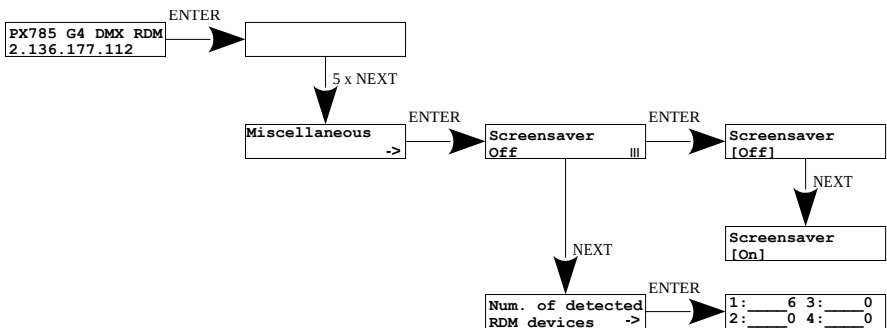 ENTER
PX785 G4 DMX RDM
2.136.177.112
5 x NEXT
Miscellaneous
->
ENTER
Screensaver
Off III
ENTER
Screensaver
[Off]
NEXT
Screensaver
[On]
NEXT
Num. of detected
RDM devices ->
ENTER
1:____6 3:____0
2:____0 4:____0